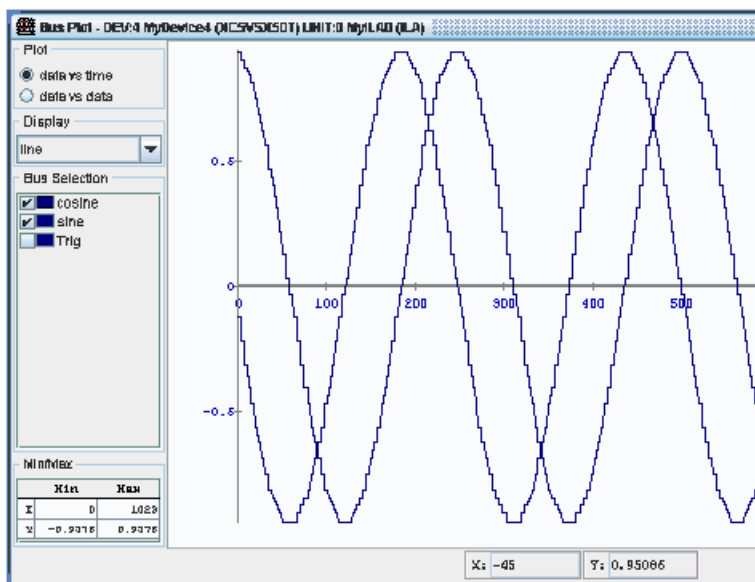 Bus Plot - DEV:4 MyDevice4 (XC5VSX50T) UNIT:0 MyILA0 (ILA)
Plot
data vs time
data vs data
Display
line
Bus Selection
cosine
sine
Trig
Min/Max
Min Max
X 0 1023
Y -0.9375 0.9375
0.5
0
-0.5
0 100 200 300 400 500
X: -45 Y: 0.95086